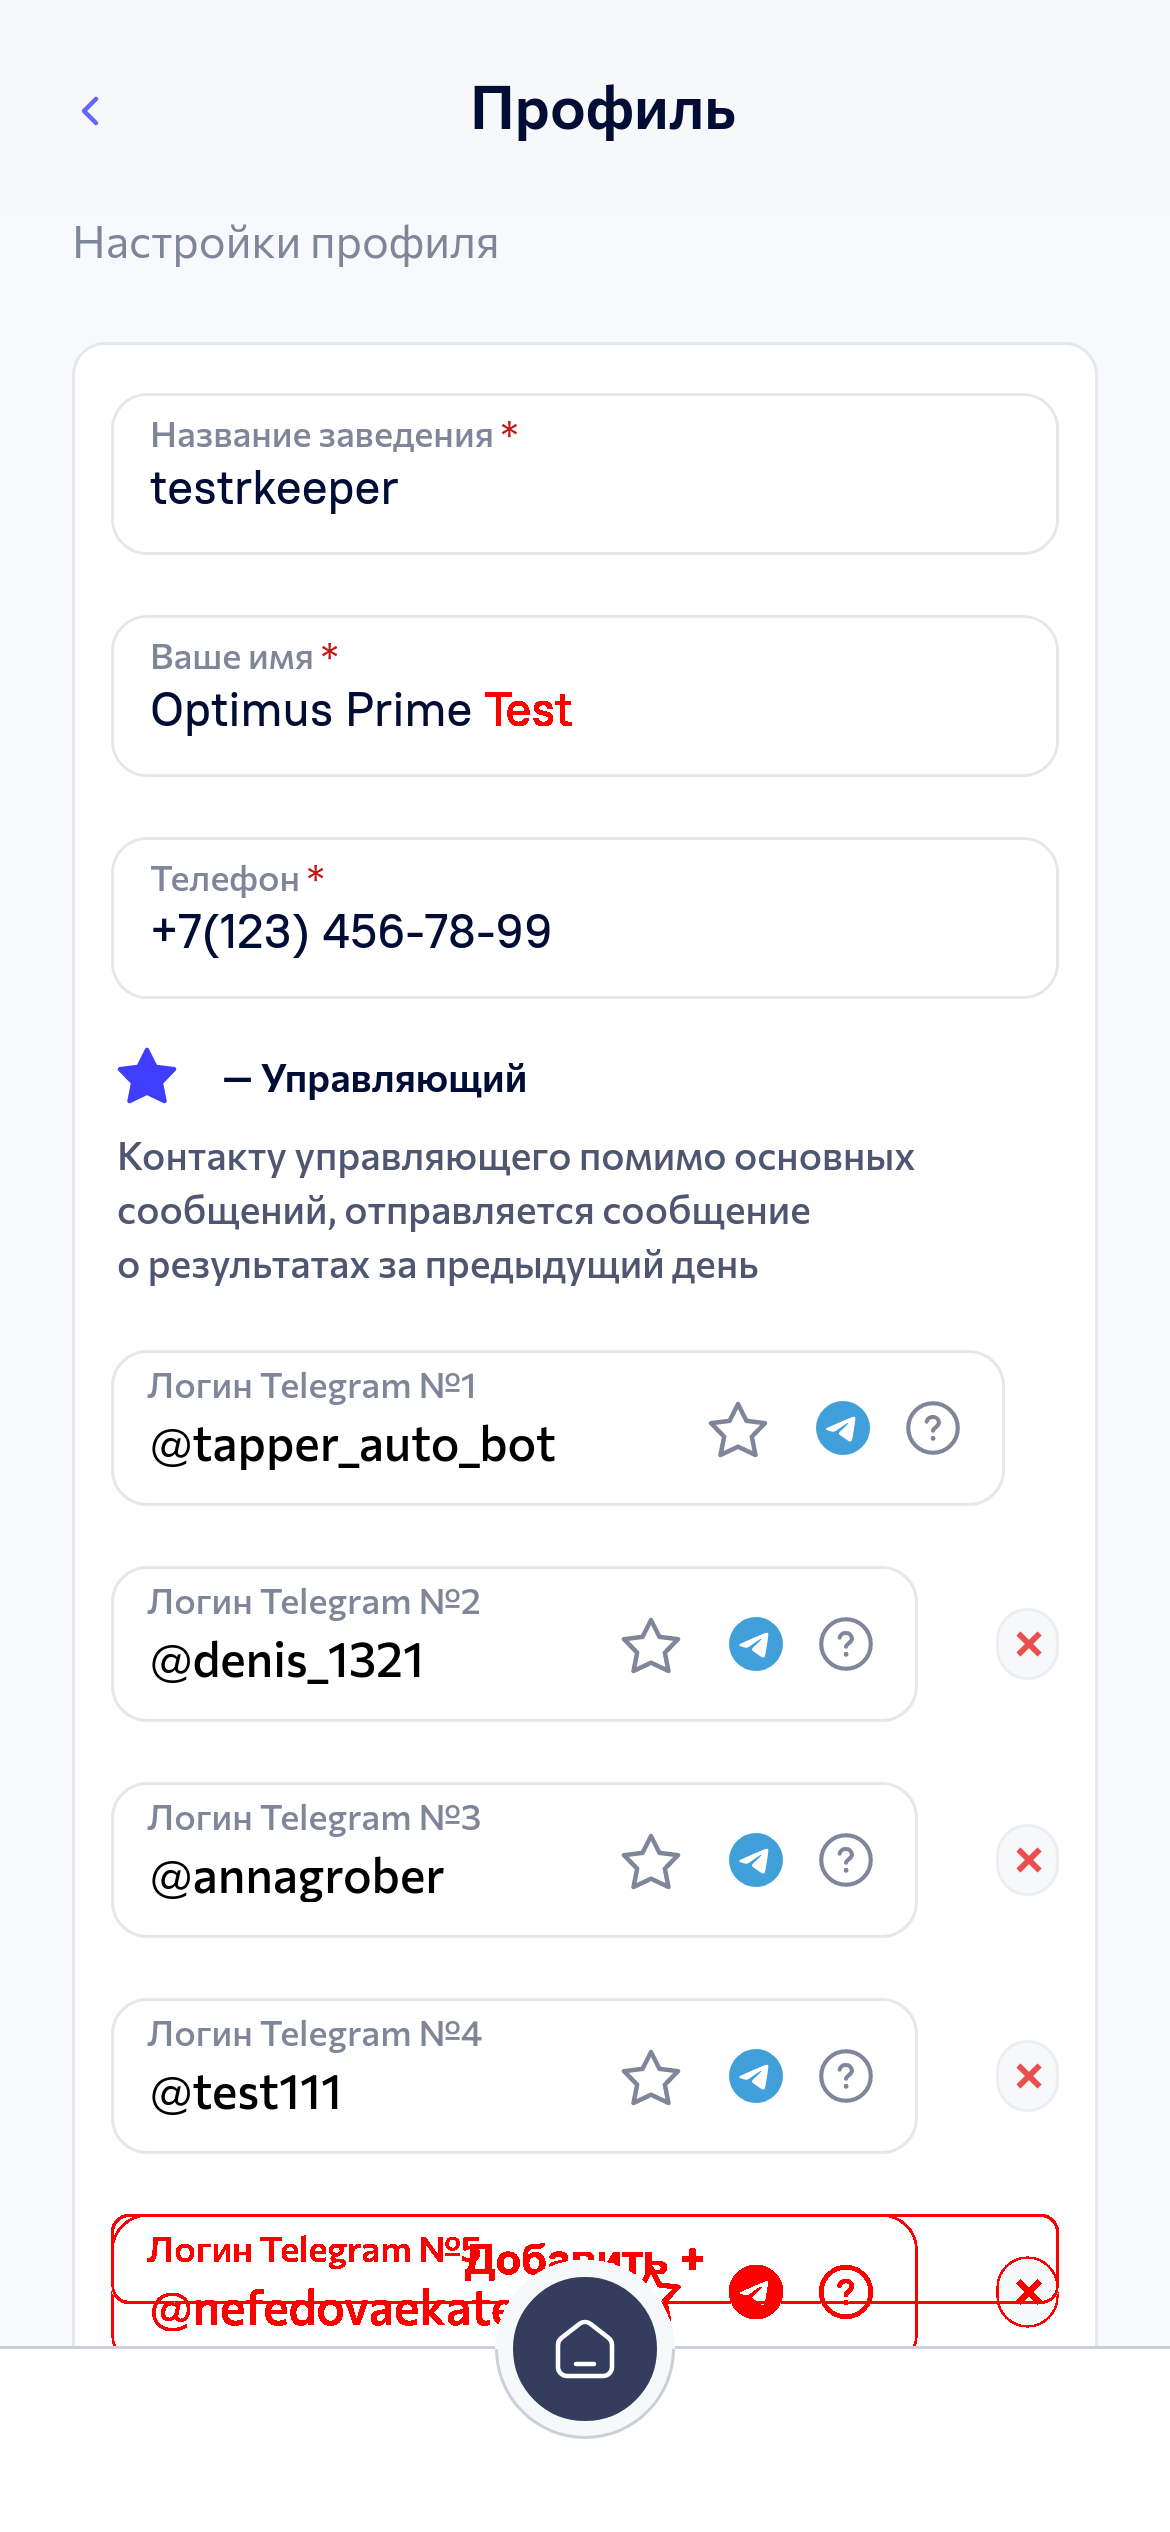 Профиль
Настройки профиля
Название заведения *
testrkeeper
Ваше имя *
Optimus Prime Test
Телефон *
+7(123) 456-78-99
— Управляющий
Контакту управляющего помимо основных
сообщений, отправляется сообщение
о результатах за предыдущий день
Логин Telegram №1
@tapper_auto_bot
Логин Telegram №2
@denis_1321
Логин Telegram №3
@annagrober
Логин Telegram №4
@test111
Логин Telegram №5
Добавить +
@nefedovaekate